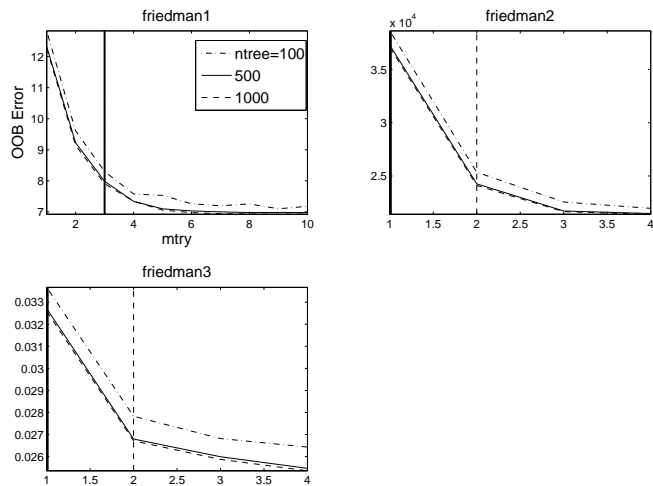 friedman1
12
11
10
9
8
7
OOB Error
2 4 6 8 10
mtry
ntree=100
500
1000
friedman2
x 10⁴
3.5
2.5
1 1.5 2 2.5 3 3.5 4
friedman3
0.033
0.032
0.031
0.03
0.029
0.028
0.027
0.026
1 1.5 2 2.5 3 3.5 4